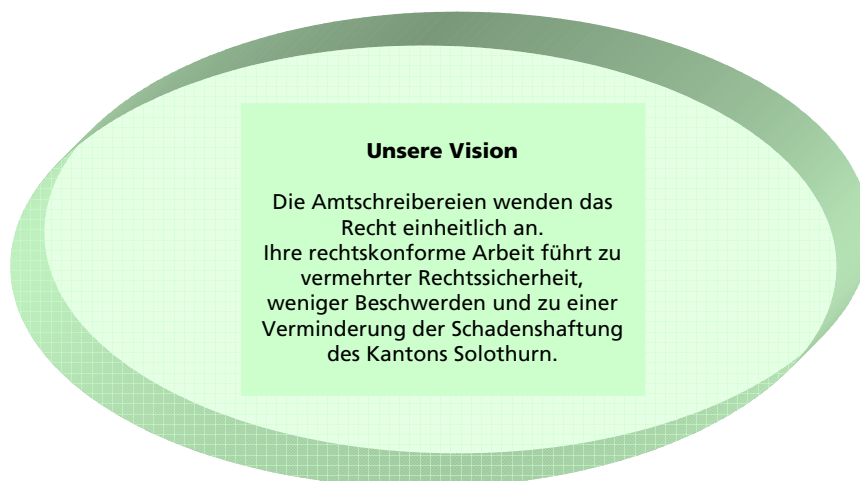 Unsere Vision
Die Amtschreibereien wenden das
Recht einheitlich an.
Ihre rechtskonforme Arbeit führt zu
vermehrter Rechtssicherheit,
weniger Beschwerden und zu einer
Verminderung der Schadenshaftung
des Kantons Solothurn.